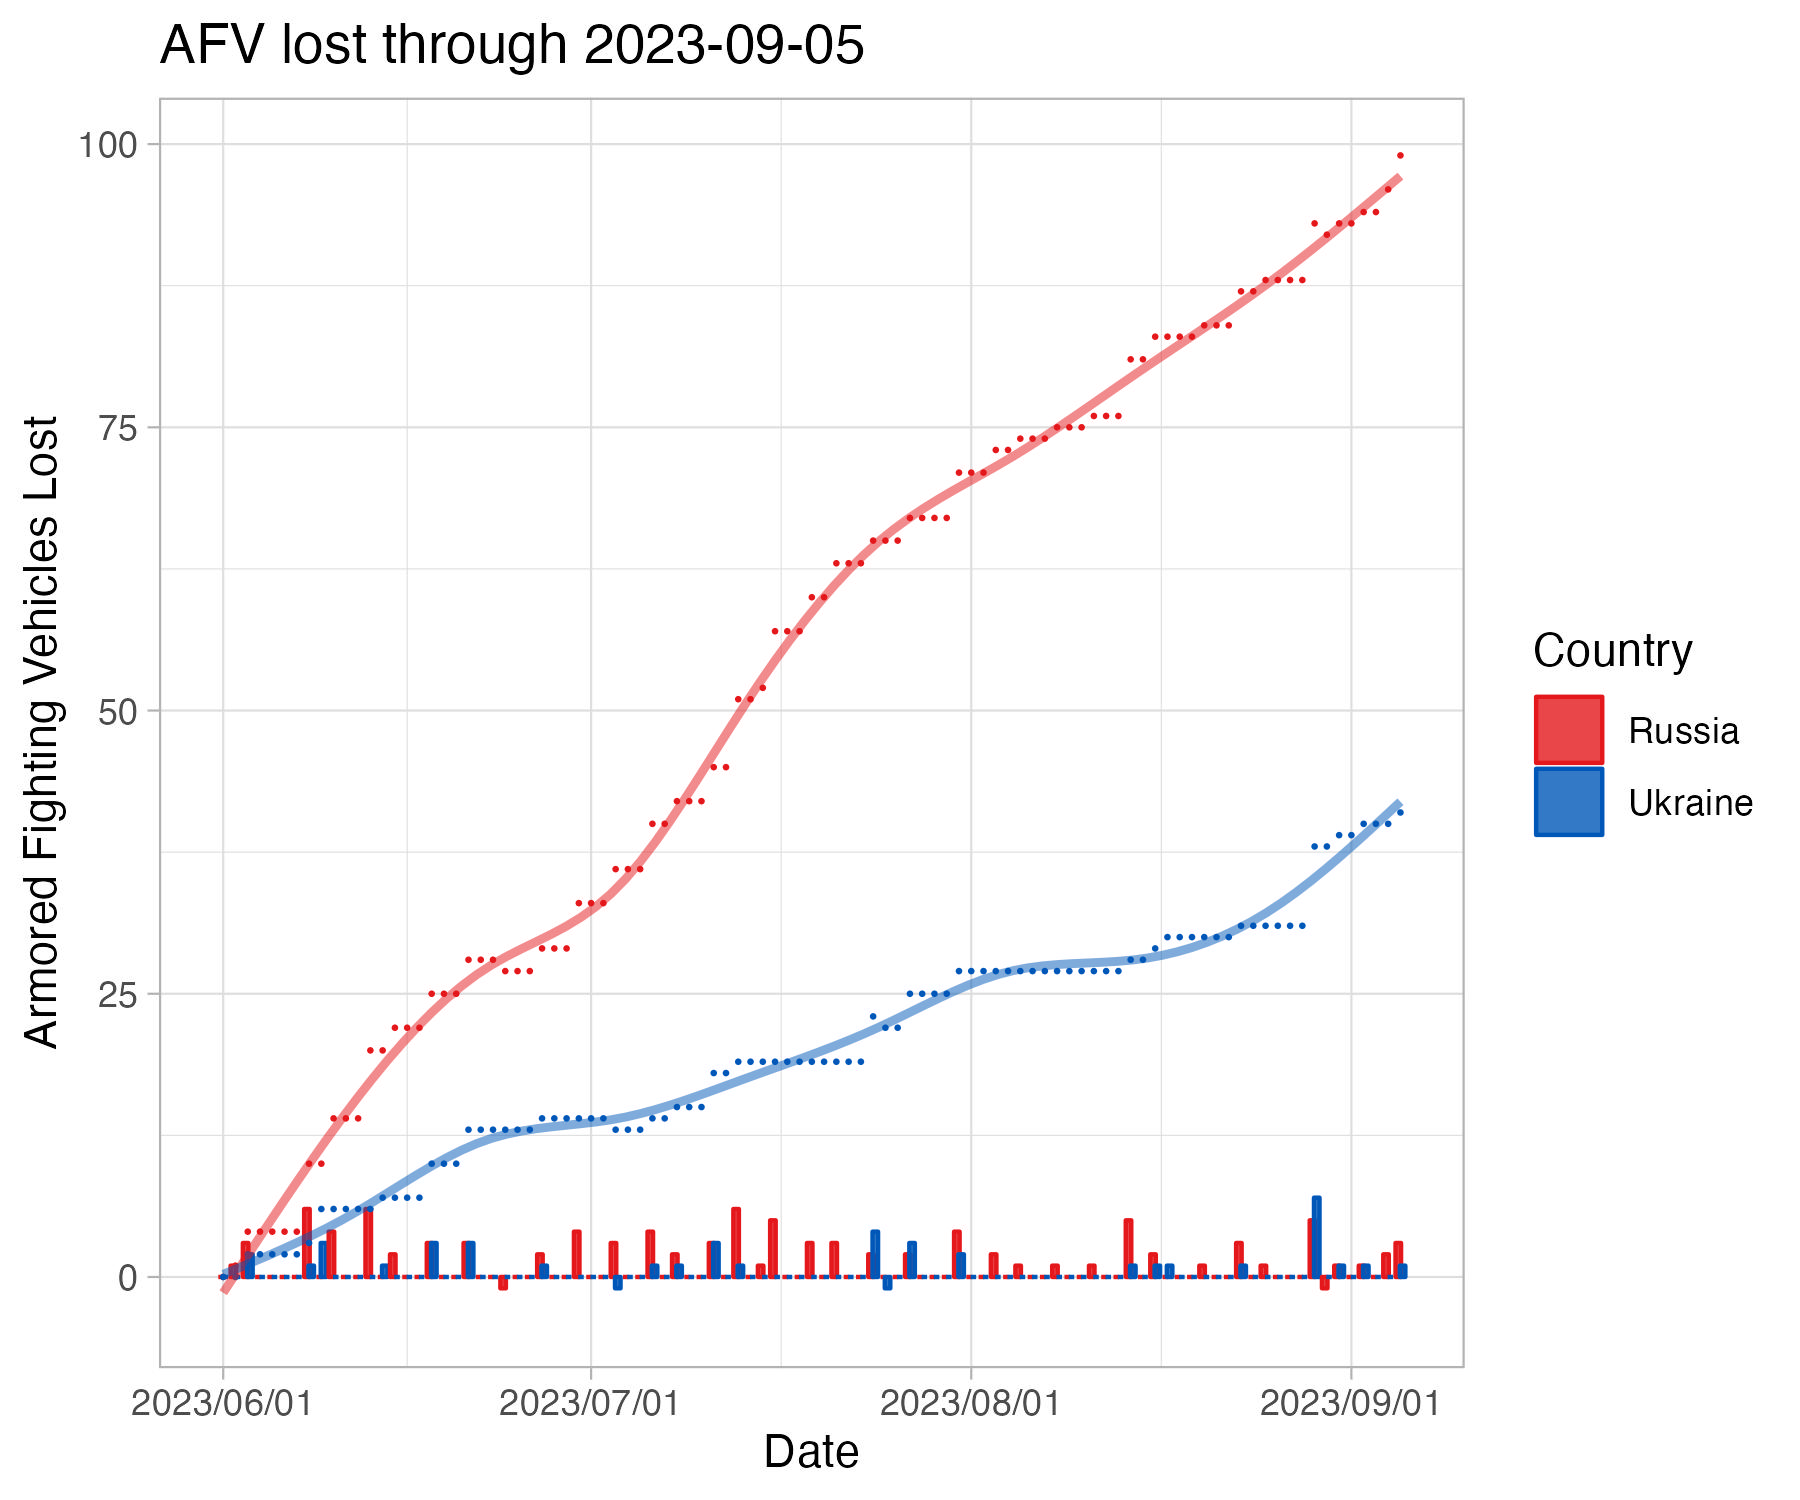 AFV lost through 2023-09-05
Armored Fighting Vehicles Lost
100
75
50
25
0
2023/06/01
2023/07/01
2023/08/01
2023/09/01
Date
Country
Russia
Ukraine